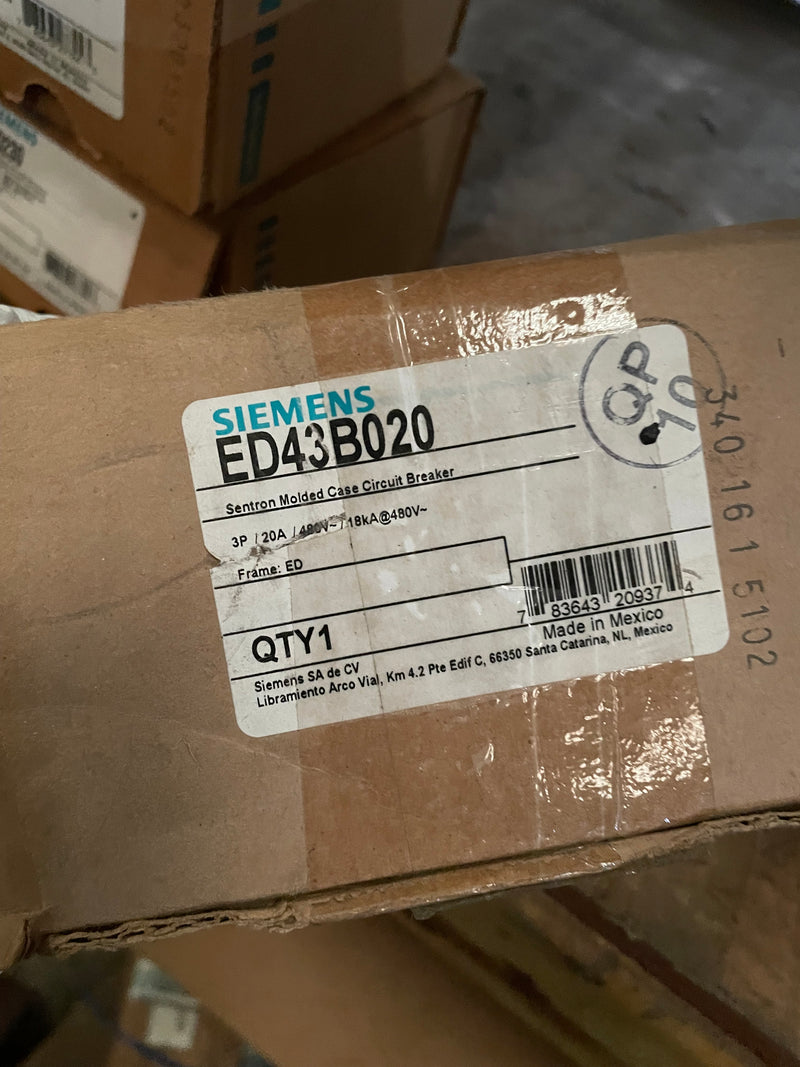 SIEMENS
ED43B020
Sentron Molded Case Circuit Breaker
3P / 20A / 480V~ / 18kA@480V~
Frame: ED
QTY1
7 83643 20937 4
Made in Mexico
Siemens SA de CV
Libramiento Arco Vial, Km 4.2 Pte Edif C, 66350 Santa Catarina, NL, Mexico
QP
10
340 161 5102